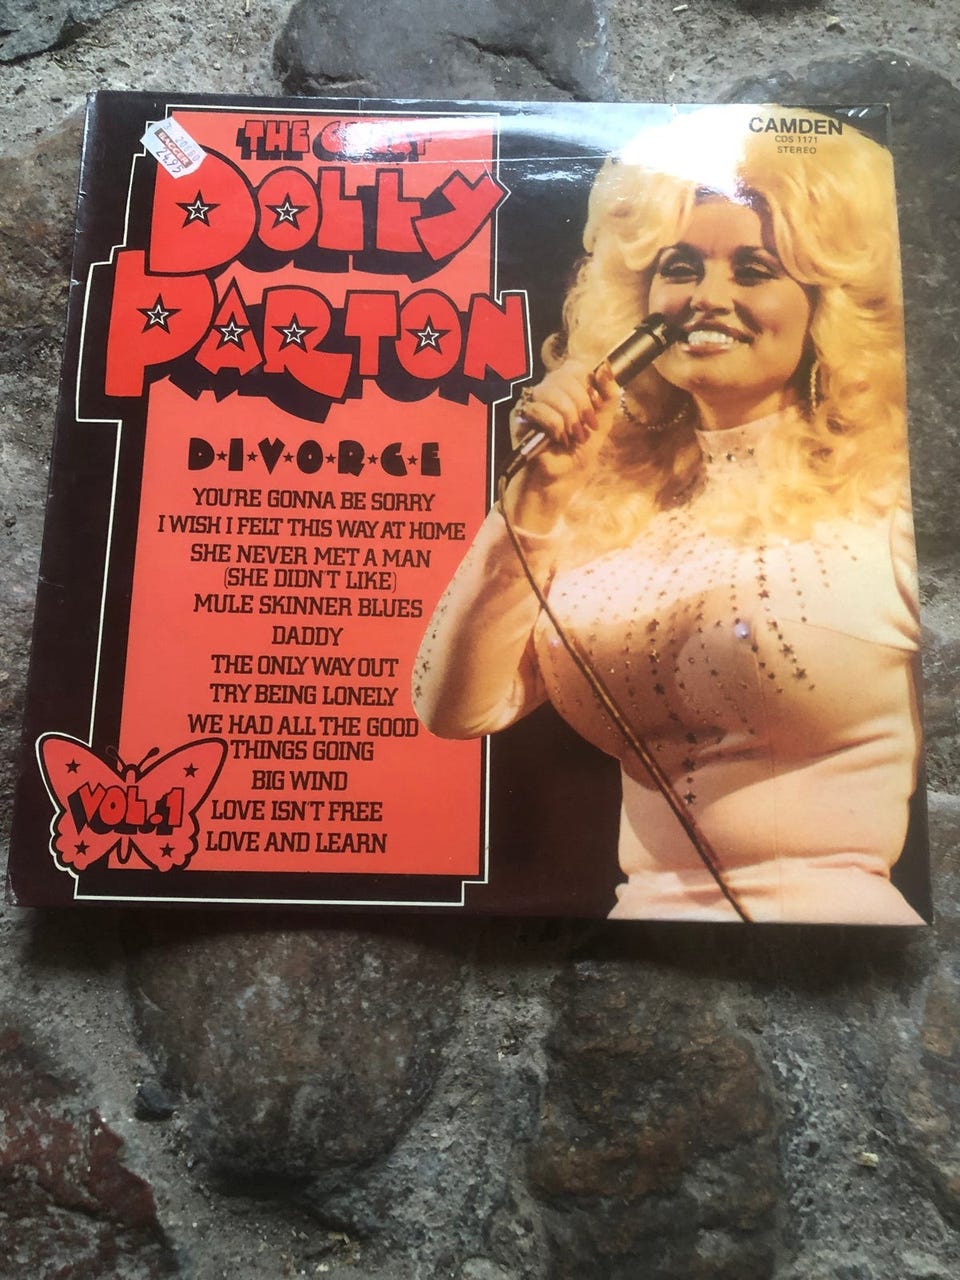 THE GREAT
DOLLY
PARTON
CAMDEN
CDS 1171
STEREO
D·I·V·O·R·C·E
YOU'RE GONNA BE SORRY
I WISH I FELT THIS WAY AT HOME
SHE NEVER MET A MAN
(SHE DIDN'T LIKE)
MULE SKINNER BLUES
DADDY
THE ONLY WAY OUT
TRY BEING LONELY
WE HAD ALL THE GOOD
THINGS GOING
BIG WIND
LOVE ISN'T FREE
LOVE AND LEARN
VOL.1